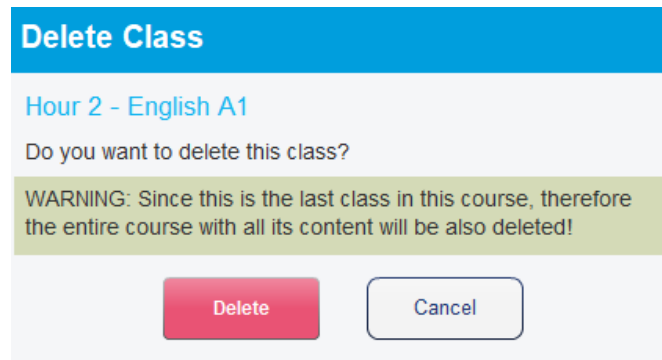 Delete Class
Hour 2 - English A1
Do you want to delete this class?
WARNING: Since this is the last class in this course, therefore
the entire course with all its content will be also deleted!
Delete
Cancel